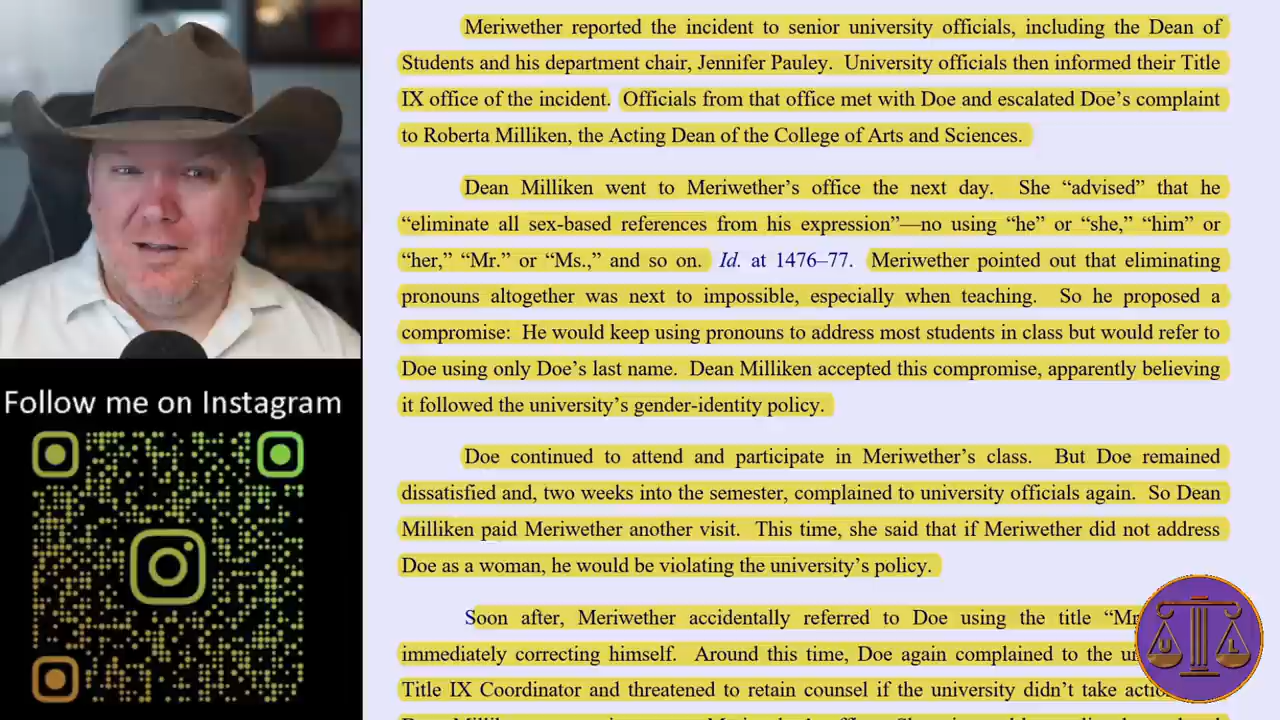 Meriwether reported the incident to senior university officials, including the Dean of
Students and his department chair, Jennifer Pauley. University officials then informed their Title
IX office of the incident. Officials from that office met with Doe and escalated Doe's complaint
to Roberta Milliken, the Acting Dean of the College of Arts and Sciences.
Dean Milliken went to Meriwether's office the next day. She “advised” that he
“eliminate all sex-based references from his expression”—no using “he” or “she,” “him” or
“her,” “Mr.” or “Ms.,” and so on. Id. at 1476–77. Meriwether pointed out that eliminating
pronouns altogether was next to impossible, especially when teaching. So he proposed a
compromise: He would keep using pronouns to address most students in class but would refer to
Doe using only Doe's last name. Dean Milliken accepted this compromise, apparently believing
it followed the university's gender-identity policy.
Doe continued to attend and participate in Meriwether's class. But Doe remained
dissatisfied and, two weeks into the semester, complained to university officials again. So Dean
Milliken paid Meriwether another visit. This time, she said that if Meriwether did not address
Doe as a woman, he would be violating the university's policy.
Soon after, Meriwether accidentally referred to Doe using the title “Mr
immediately correcting himself. Around this time, Doe again complained to the
Title IX Coordinator and threatened to retain counsel if the university didn't take
Follow me on Instagram
U L